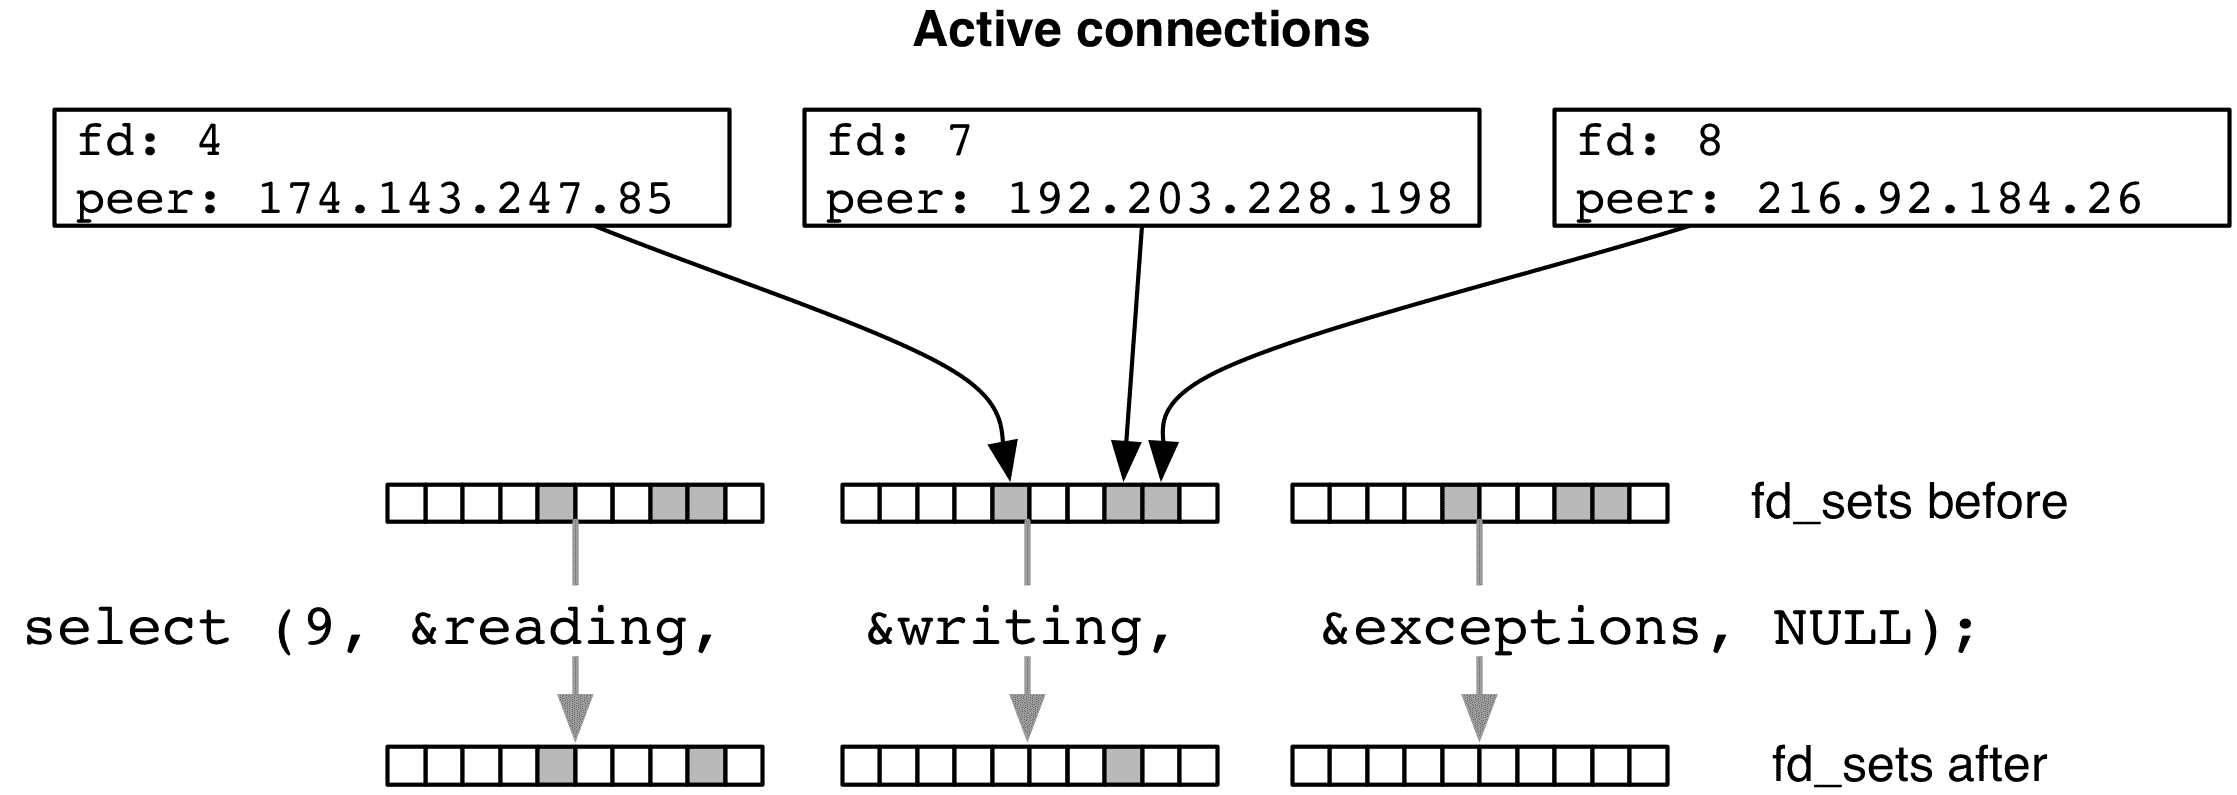 Active connections
fd: 4
peer: 174.143.247.85
fd: 7
peer: 192.203.228.198
fd: 8
peer: 216.92.184.26
fd_sets before
select (9, &reading, &writing, &exceptions, NULL);
fd_sets after